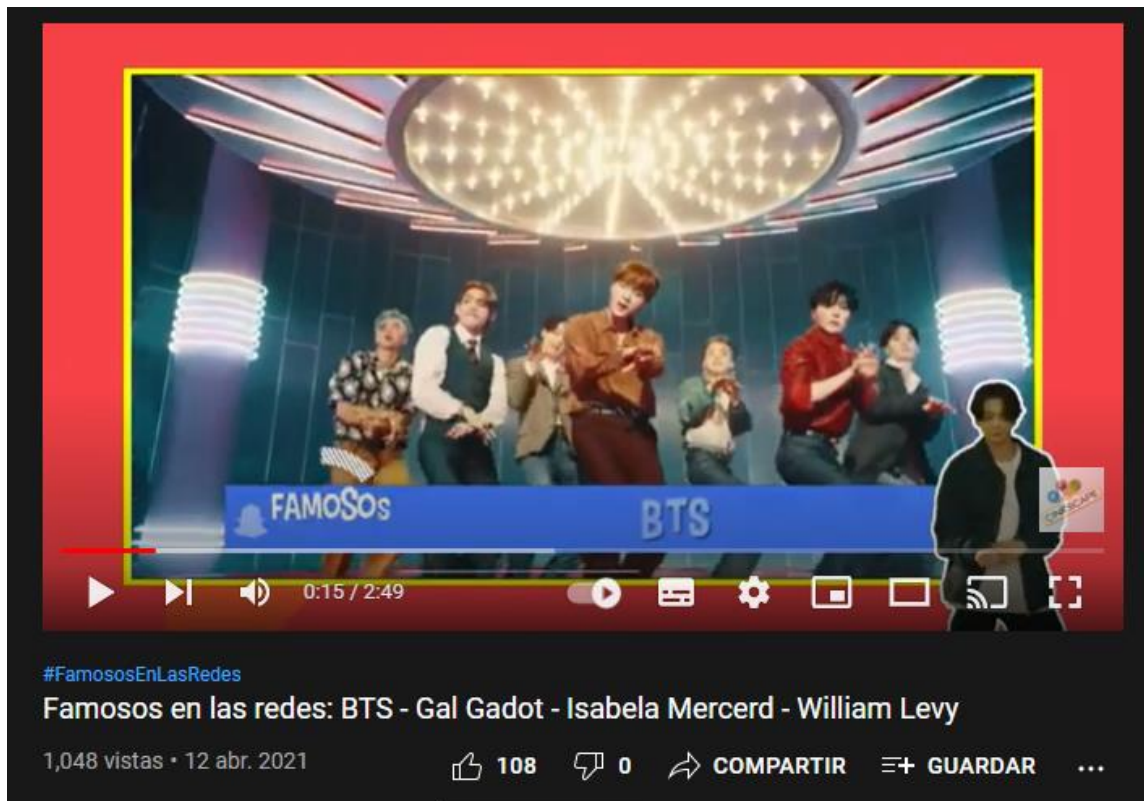 FAMOSOS
BTS
CINESCAPE
0:15 / 2:49
#FamososEnLasRedes
Famosos en las redes: BTS - Gal Gadot - Isabela Mercerd - William Levy
1,048 vistas • 12 abr. 2021
108
0
COMPARTIR
GUARDAR